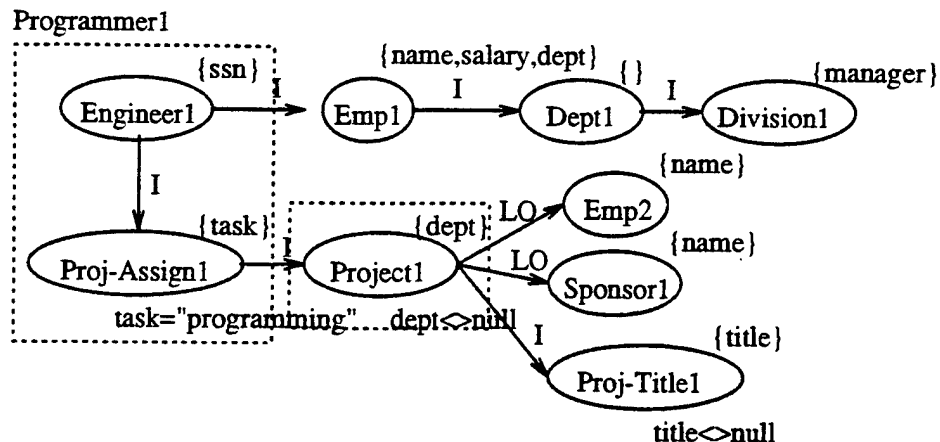 Programmer1
{ssn} {name,salary,dept} {} {manager}
I I I
Engineer1 Emp1 Dept1 Division1
I {name}
{task} {dept} LO Emp2
I LO {name}
Proj-Assign1 Project1 Sponsor1
task="programming" dept<>null
I {title}
Proj-Title1
title<>null